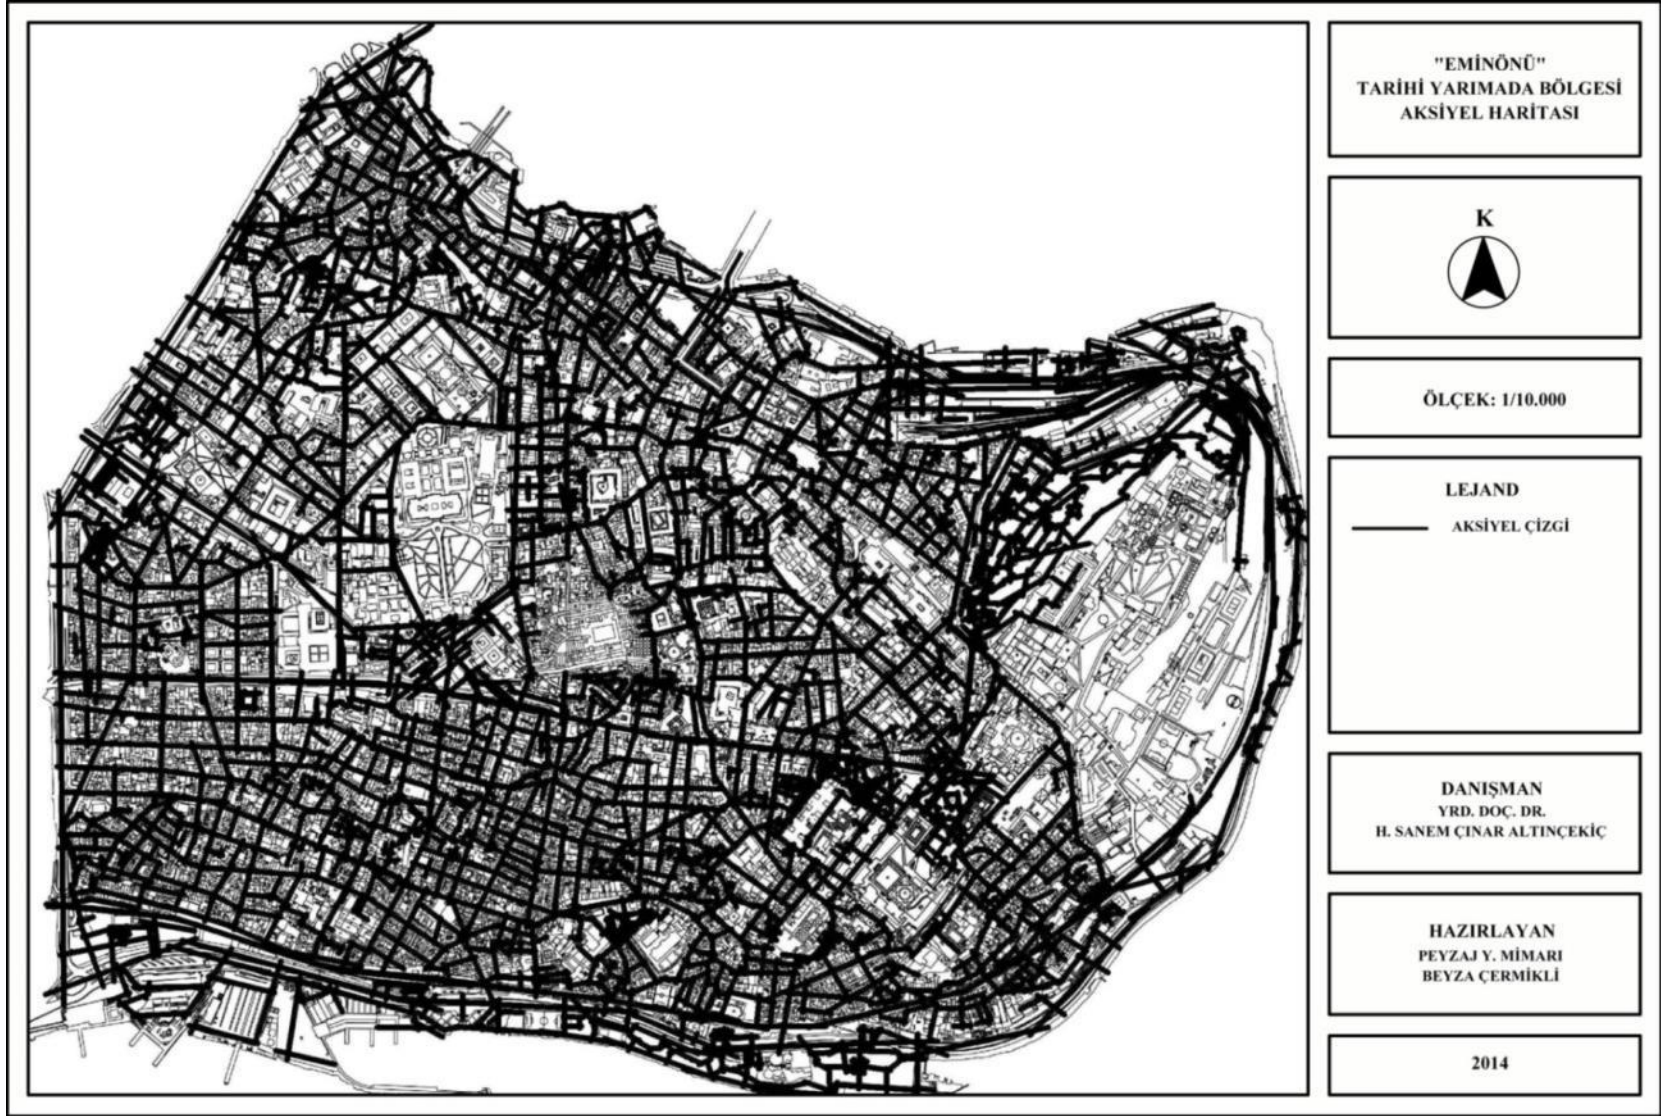 "EMİNÖNÜ"
TARİHİ YARIMADA BÖLGESİ
AKSİYEL HARİTASI
K
ÖLÇEK: 1/10.000
LEJAND
AKSİYEL ÇİZGİ
DANIŞMAN
YRD. DOÇ. DR.
H. SANEM ÇINAR ALTINÇEKİÇ
HAZIRLAYAN
PEYZAJ Y. MİMARI
BEYZA ÇERMİKLİ
2014